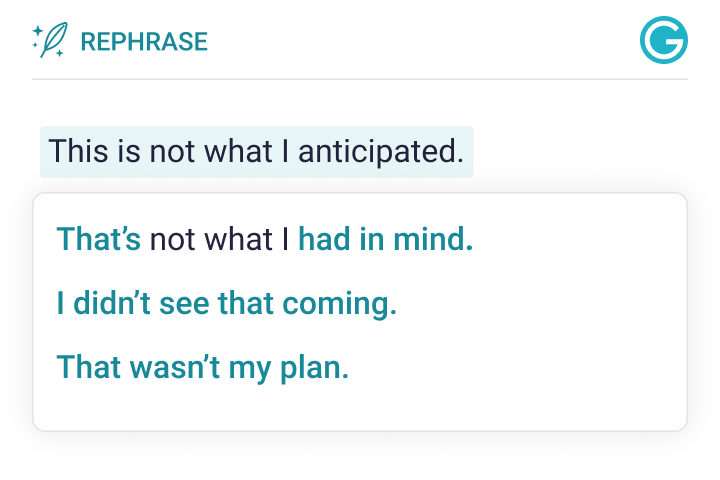 REPHRASE
This is not what I anticipated.
That’s not what I had in mind.
I didn’t see that coming.
That wasn’t my plan.